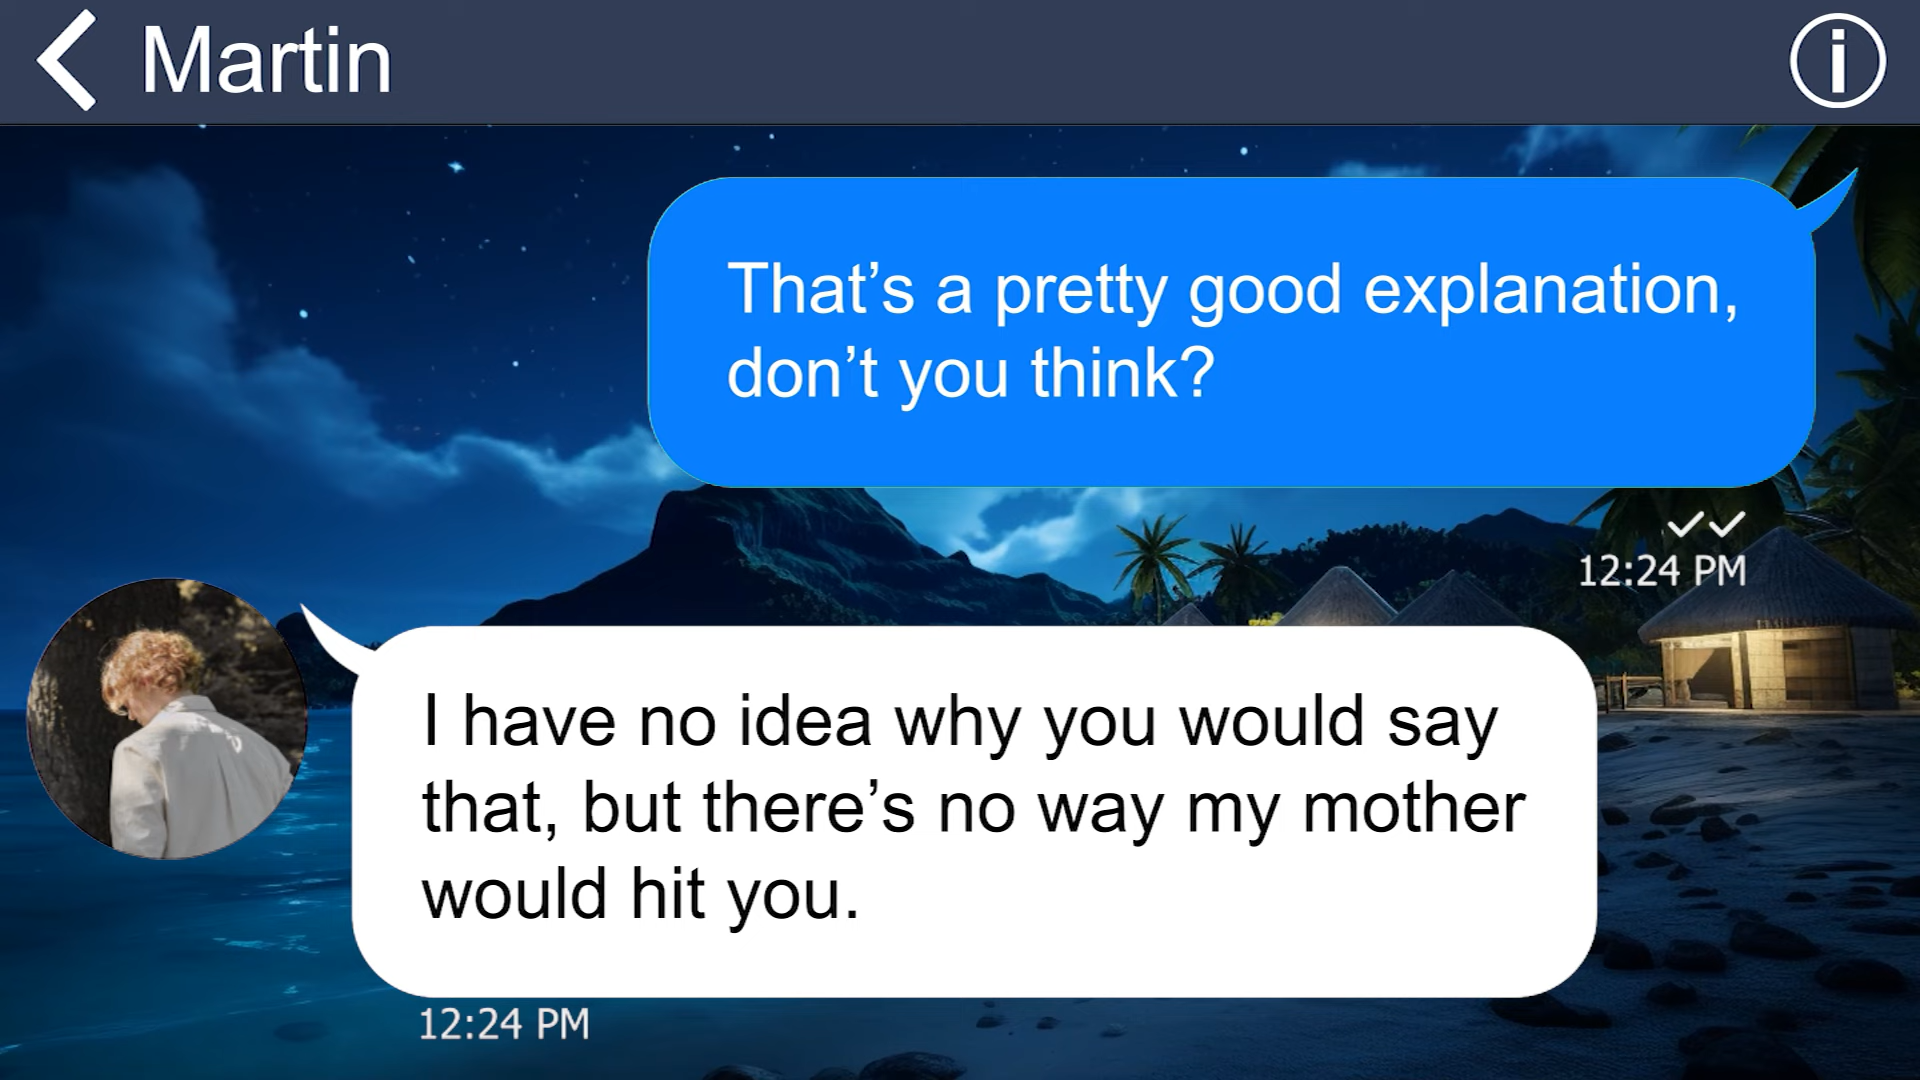 Martin
That’s a pretty good explanation,
don’t you think?
12:24 PM
I have no idea why you would say
that, but there’s no way my mother
would hit you.
12:24 PM